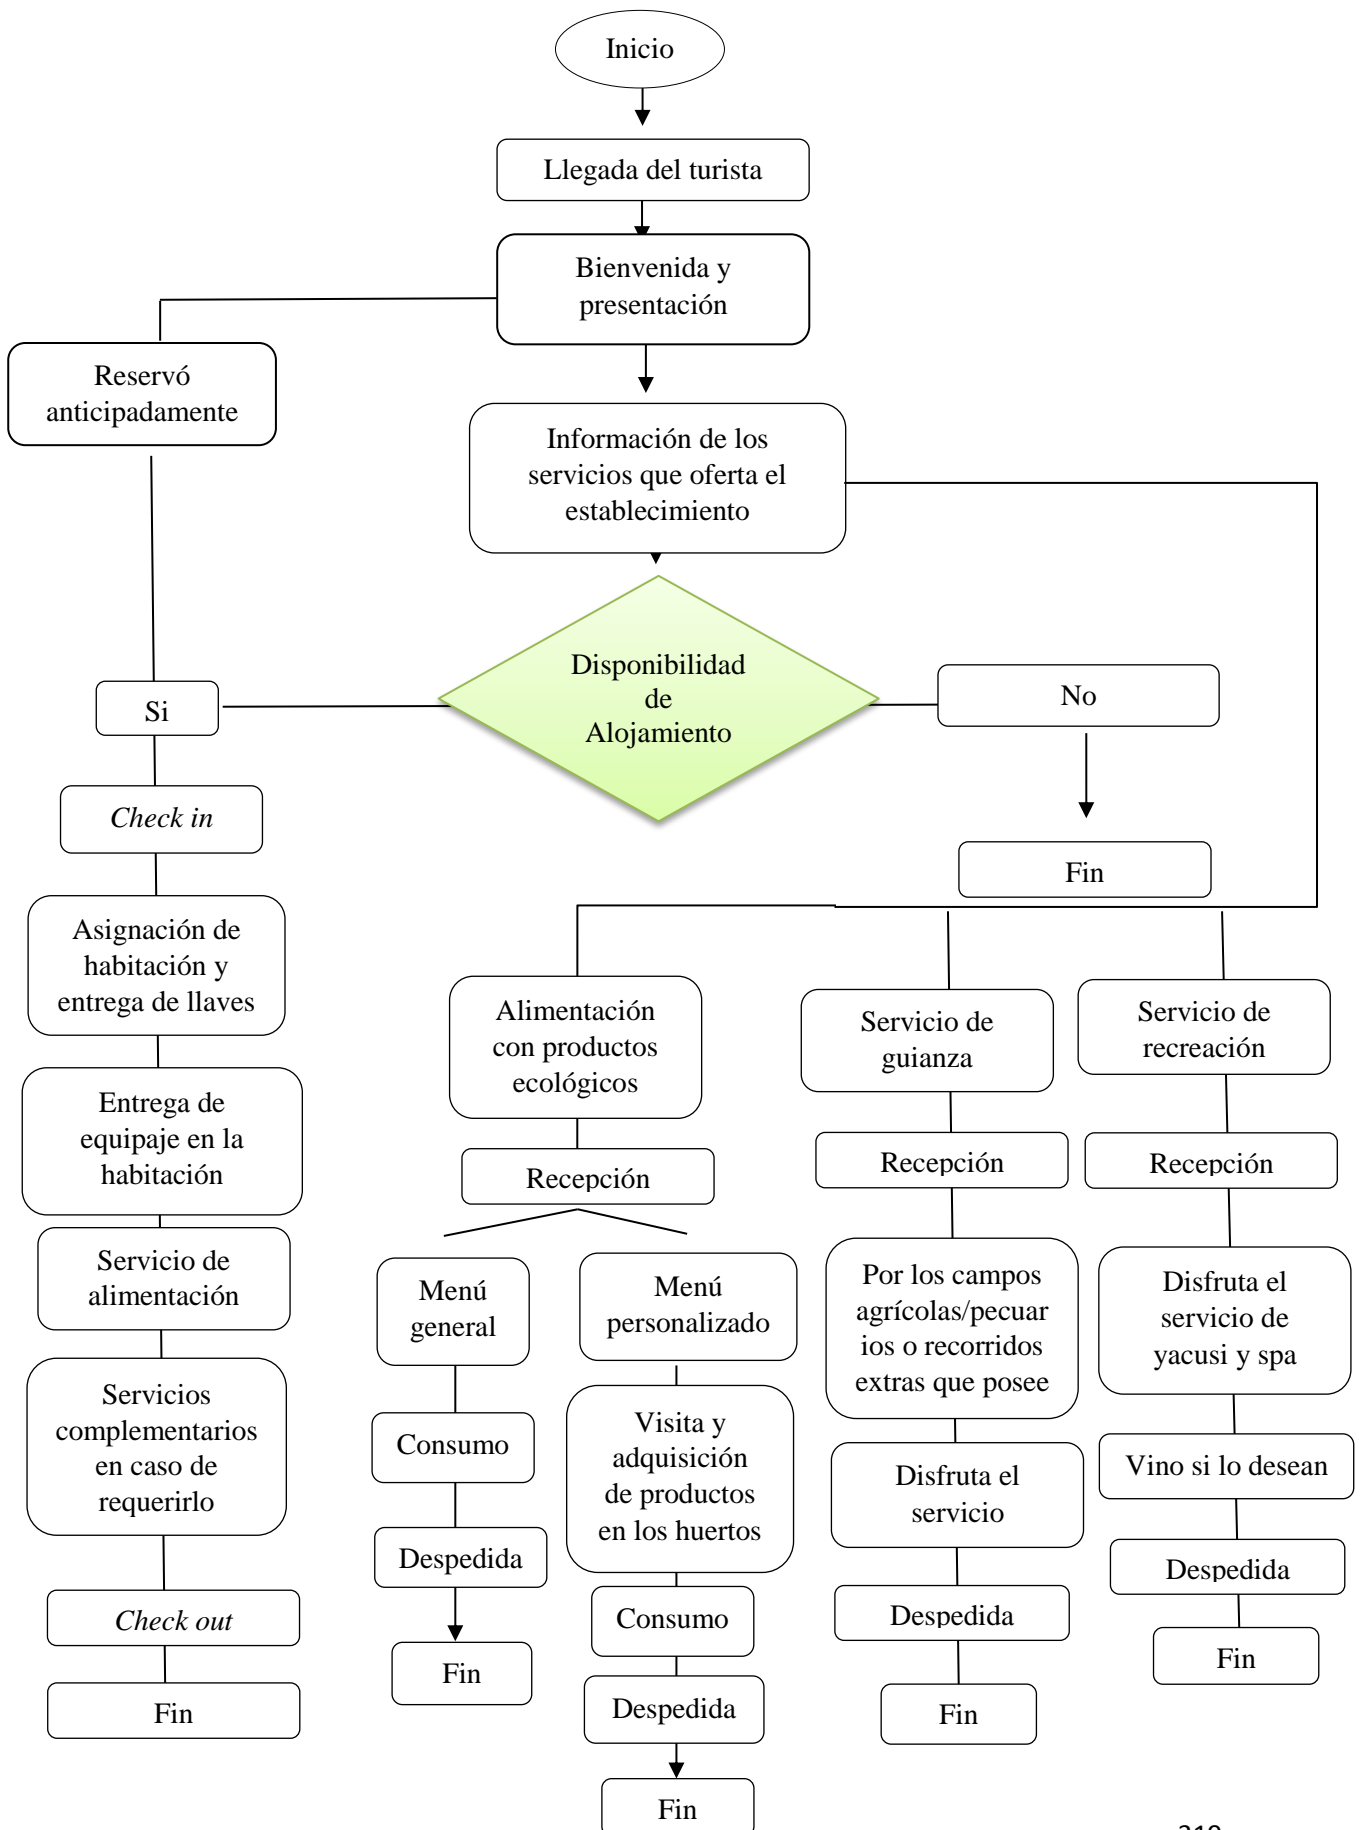 Inicio
Llegada del turista
Bienvenida y
presentación
Reservó
anticipadamente
Información de los
servicios que oferta el
establecimiento
Disponibilidad
de
Alojamiento
Si
No
Fin
Check in
Asignación de
habitación y
entrega de llaves
Entrega de
equipaje en la
habitación
Servicio de
alimentación
Servicios
complementarios
en caso de
requerirlo
Check out
Fin
Alimentación
con productos
ecológicos
Recepción
Menú
general
Consumo
Despedida
Fin
Menú
personalizado
Visita y
adquisición
de productos
en los huertos
Consumo
Despedida
Fin
Servicio de
guianza
Recepción
Por los campos
agrícolas/pecuar
ios o recorridos
extras que posee
Disfruta el
servicio
Despedida
Fin
Servicio de
recreación
Recepción
Disfruta el
servicio de
yacusi y spa
Vino si lo desean
Despedida
Fin